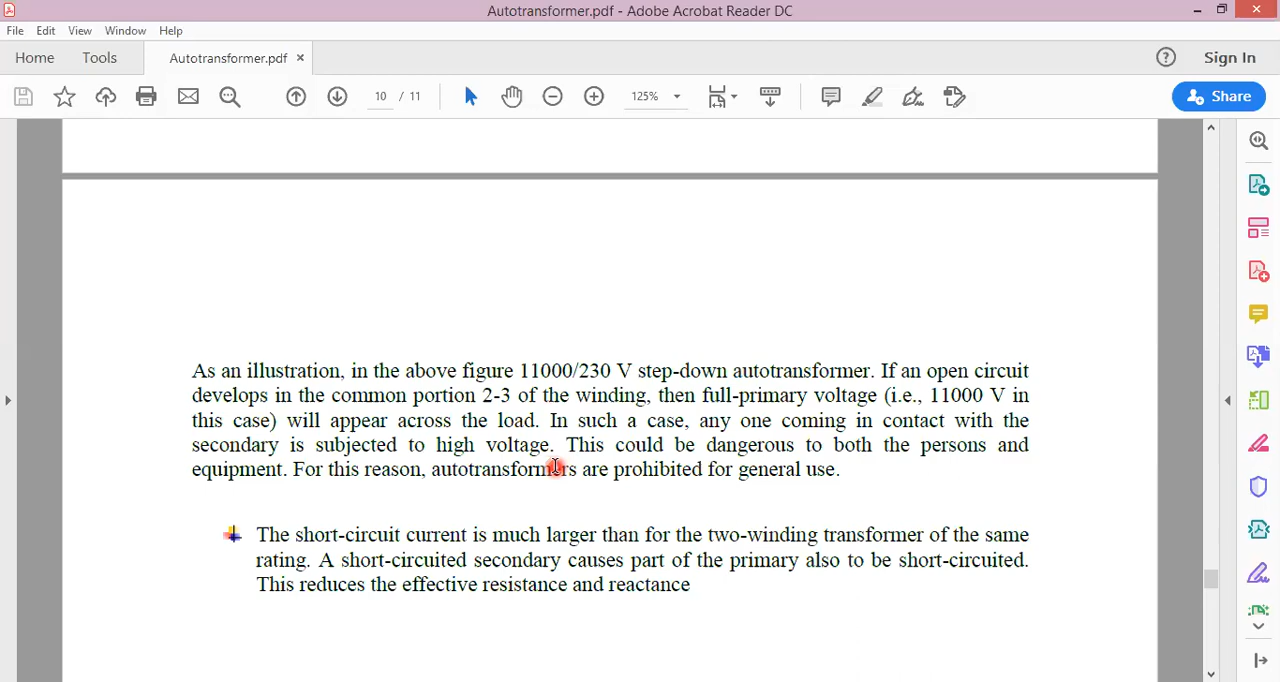 Autotransformer.pdf - Adobe Acrobat Reader DC
File Edit View Window Help
Home Tools Autotransformer.pdf × Sign In
10 / 11 125% Share
As an illustration, in the above figure 11000/230 V step-down autotransformer. If an open circuit
develops in the common portion 2-3 of the winding, then full-primary voltage (i.e., 11000 V in
this case) will appear across the load. In such a case, any one coming in contact with the
secondary is subjected to high voltage. This could be dangerous to both the persons and
equipment. For this reason, autotransformers are prohibited for general use.
The short-circuit current is much larger than for the two-winding transformer of the same
rating. A short-circuited secondary causes part of the primary also to be short-circuited.
This reduces the effective resistance and reactance